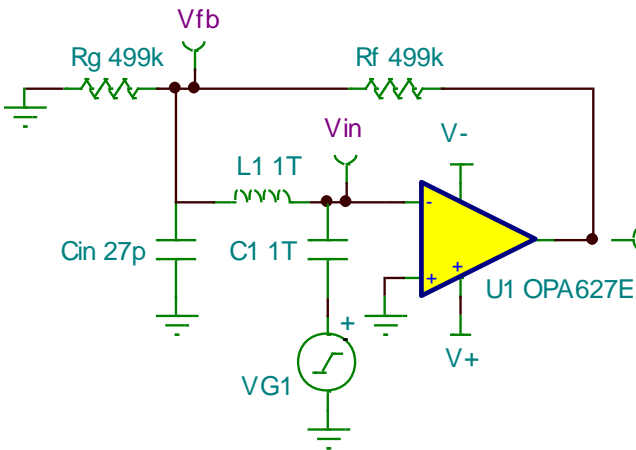 Vfb
Rg 499k
Rf 499k
Vin
V-
L1 1T
-
Cin 27p
C1 1T
+
+
U1 OPA627E
+
VG1
V+